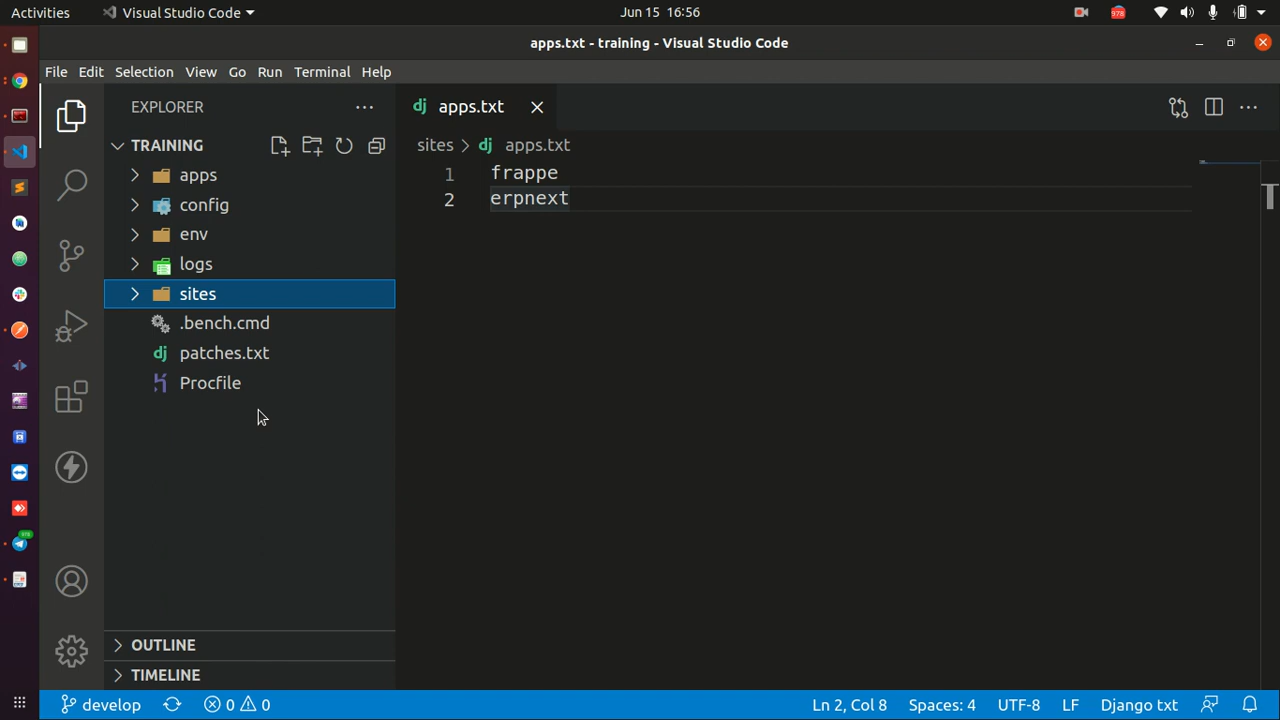 Activities Visual Studio Code Jun 15 16:56 978
apps.txt - training - Visual Studio Code
File Edit Selection View Go Run Terminal Help
EXPLORER
TRAINING
apps
config
env
logs
sites
.bench.cmd
patches.txt
Procfile
OUTLINE
TIMELINE
dj apps.txt
sites > dj apps.txt
1 frappe
2 erpnext
develop 0 0 Ln 2, Col 8 Spaces: 4 UTF-8 LF Django txt